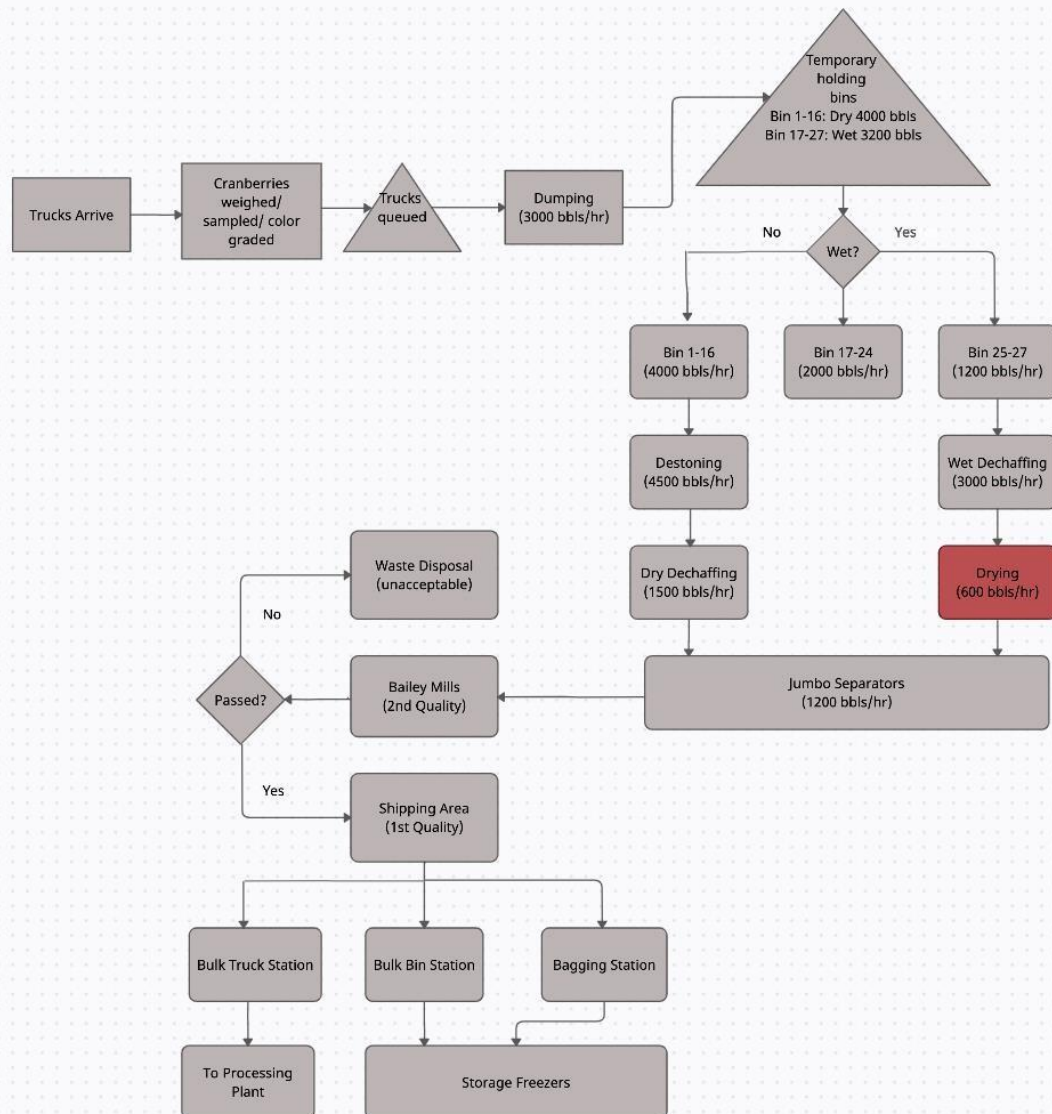 Trucks Arrive
Cranberries
weighed/
sampled/ color
graded
Trucks
queued
Dumping
(3000 bbls/hr)
Temporary
holding
bins
Bin 1-16: Dry 4000 bbls
Bin 17-27: Wet 3200 bbls
No
Wet?
Yes
Bin 1-16
(4000 bbls/hr)
Bin 17-24
(2000 bbls/hr)
Bin 25-27
(1200 bbls/hr)
Destoning
(4500 bbls/hr)
Wet Dechaffing
(3000 bbls/hr)
Dry Dechaffing
(1500 bbls/hr)
Drying
(600 bbls/hr)
Jumbo Separators
(1200 bbls/hr)
Waste Disposal
(unacceptable)
No
Bailey Mills
(2nd Quality)
Passed?
Yes
Shipping Area
(1st Quality)
Bulk Truck Station
Bulk Bin Station
Bagging Station
To Processing
Plant
Storage Freezers